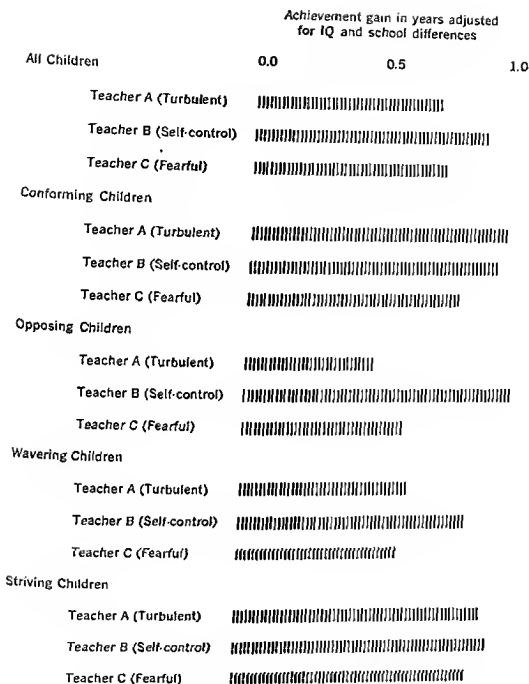 Achievement gain in years adjusted
for IQ and school differences
All Children 0.0 0.5 1.0
Teacher A (Turbulent)
Teacher B (Self-control)
Teacher C (Fearful)
Conforming Children
Teacher A (Turbulent)
Teacher B (Self-control)
Teacher C (Fearful)
Opposing Children
Teacher A (Turbulent)
Teacher B (Self-control)
Teacher C (Fearful)
Wavering Children
Teacher A (Turbulent)
Teacher B (Self-control)
Teacher C (Fearful)
Striving Children
Teacher A (Turbulent)
Teacher B (Self-control)
Teacher C (Fearful)